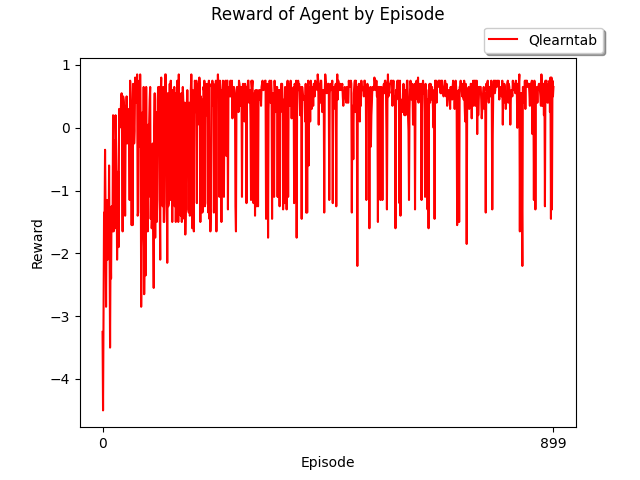 Reward of Agent by Episode
Qlearntab
1
0
−1
−2
−3
−4
Reward
0
899
Episode